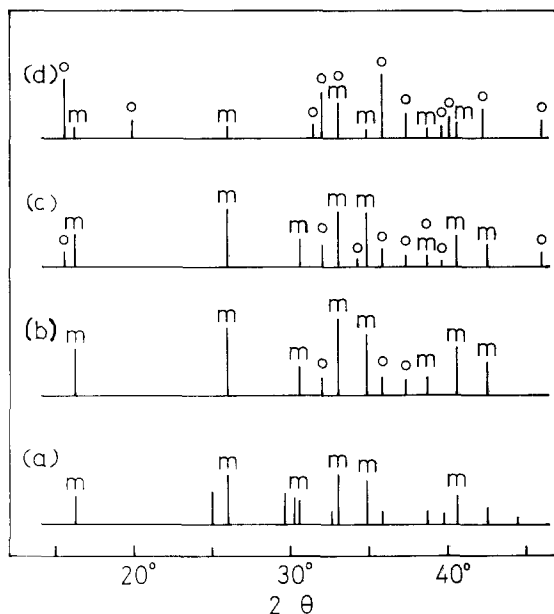 (d) o m o m o o o m m o o m o o m o o
(c) o m m m o m o m o o o m o m m o
(b) m m m o m m o o m m m
(a) m m m m m
20° 30° 40°
2 θ